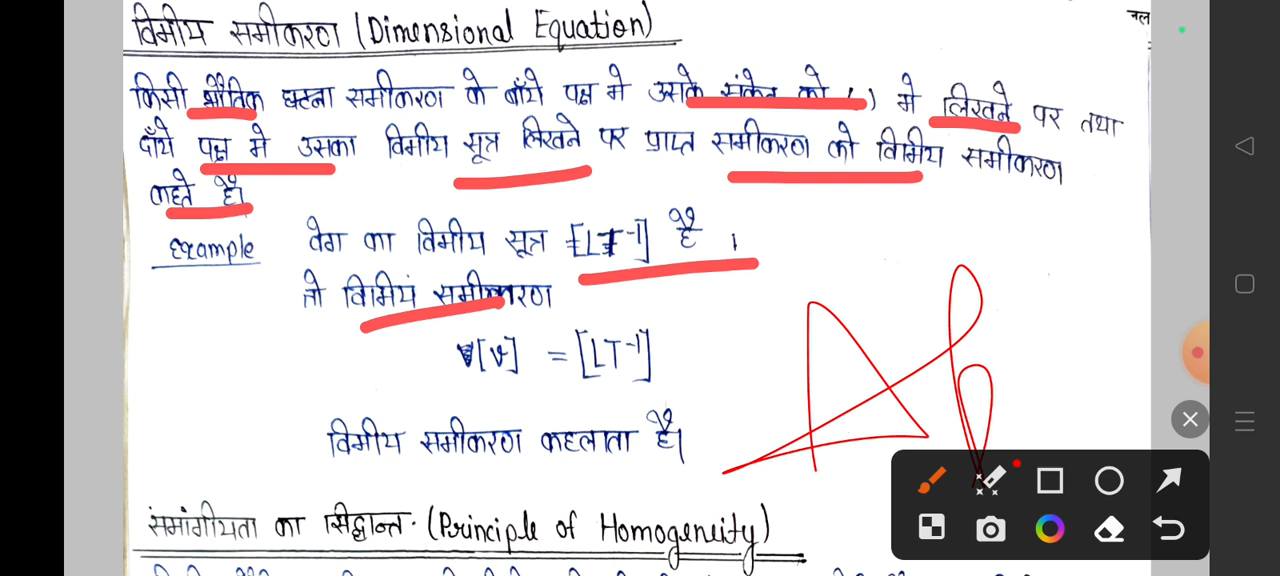 विमीय समीकरण (Dimensional Equation)
किसी भौतिक घटना समीकरण के बाँये पक्ष मे उसके संकेत को ( ) में लिखने पर तथा
दाँये पक्ष मे उसका विमीय सूत्र लिखने पर प्राप्त समीकरण को विमिय समीकरण
कहते है।
Example वेग का विमीय सूत्र [LT⁻¹] है ।
तो विमियं समीकरण
[v] = [LT⁻¹]
विमीय समीकरण कहलाता है।
समांगीयता का सिद्धान्त. (Principle of Homogeneity)